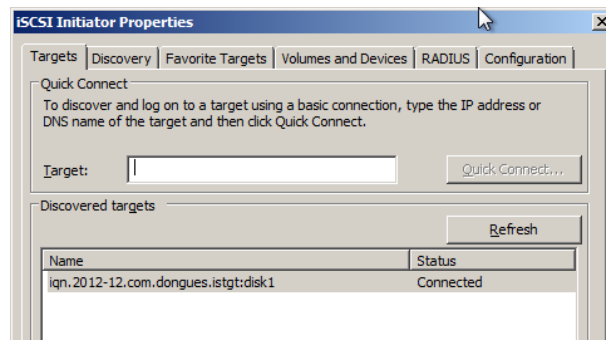 iSCSI Initiator Properties
Targets Discovery Favorite Targets Volumes and Devices RADIUS Configuration
Quick Connect
To discover and log on to a target using a basic connection, type the IP address or
DNS name of the target and then click Quick Connect.
Target: Quick Connect...
Discovered targets
Refresh
Name Status
iqn.2012-12.com.dongues.istgt:disk1 Connected